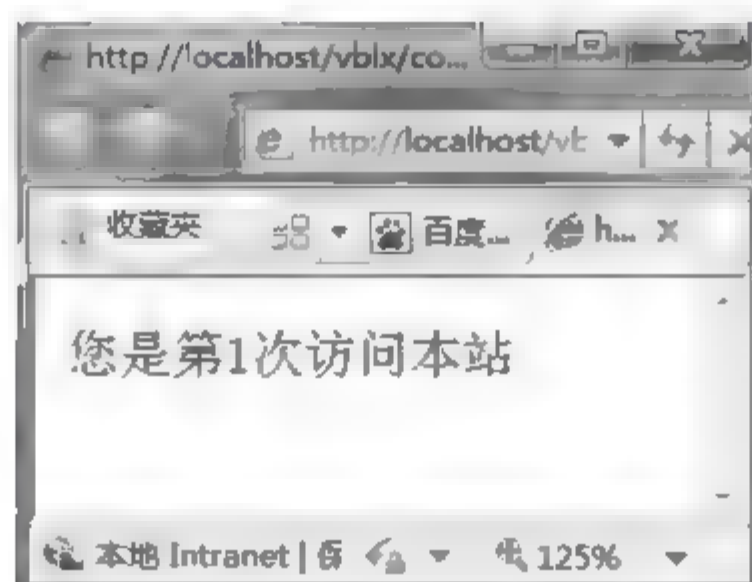 http://localhost/vblx/co...
http://localhost/vb
收藏夹 百度... h...
您是第1次访问本站
本地 Intranet | 125%